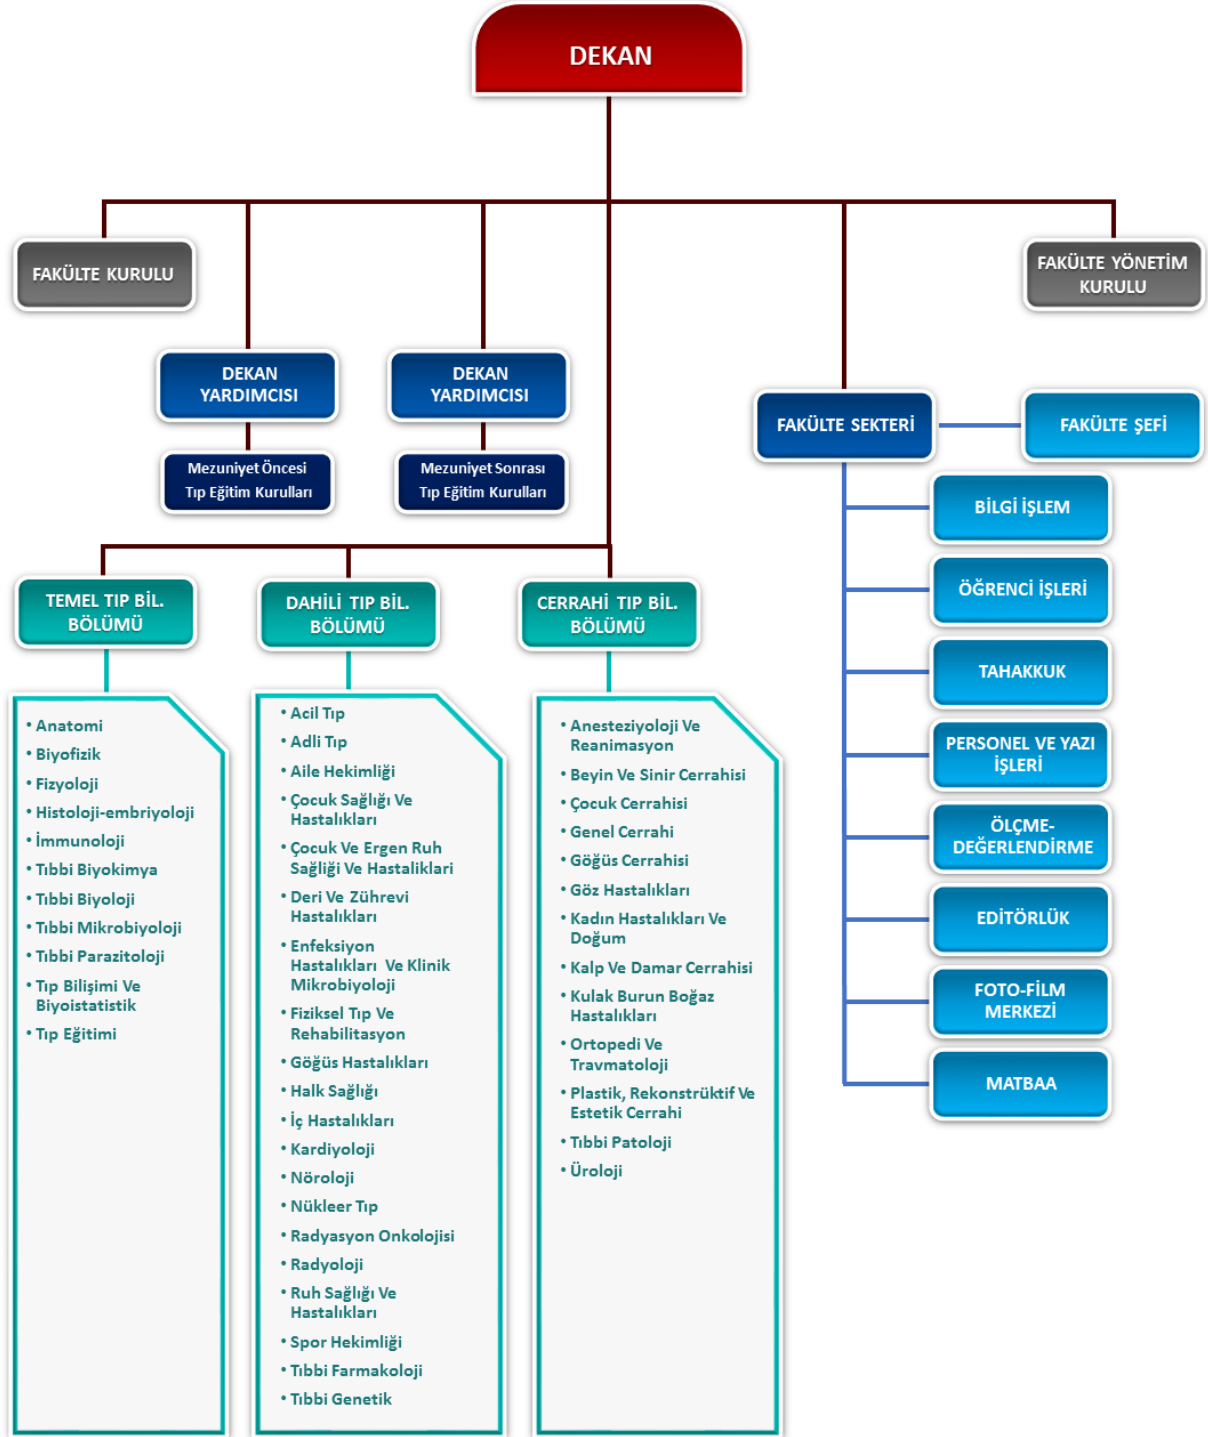 DEKAN
FAKÜLTE KURULU
FAKÜLTE YÖNETİM
KURULU
DEKAN
YARDIMCISI
Mezuniyet Öncesi
Tıp Eğitim Kurulları
DEKAN
YARDIMCISI
Mezuniyet Sonrası
Tıp Eğitim Kurulları
FAKÜLTE SEKTERİ
FAKÜLTE ŞEFİ
BİLGİ İŞLEM
ÖĞRENCİ İŞLERİ
TAHAKKUK
PERSONEL VE YAZI
İŞLERİ
ÖLÇME-
DEĞERLENDİRME
EDİTÖRLÜK
FOTO-FİLM
MERKEZİ
MATBAA
TEMEL TIP BİL.
BÖLÜMÜ
• Anatomi
• Biyofizik
• Fizyoloji
• Histoloji-embriyoloji
• İmmunoloji
• Tıbbi Biyokimya
• Tıbbi Biyoloji
• Tıbbi Mikrobiyoloji
• Tıbbi Parazitoloji
• Tıp Bilişimi Ve
Biyoistatistik
• Tıp Eğitimi
DAHİLİ TIP BİL.
BÖLÜMÜ
• Acil Tıp
• Adli Tıp
• Aile Hekimliği
• Çocuk Sağlığı Ve
Hastalıkları
• Çocuk Ve Ergen Ruh
Sağliği Ve Hastaliklari
• Deri Ve Zührevi
Hastalıkları
• Enfeksiyon
Hastalıkları Ve Klinik
Mikrobiyoloji
• Fiziksel Tıp Ve
Rehabilitasyon
• Göğüs Hastalıkları
• Halk Sağlığı
• İç Hastalıkları
• Kardiyoloji
• Nöroloji
• Nükleer Tıp
• Radyasyon Onkolojisi
• Radyoloji
• Ruh Sağlığı Ve
Hastalıkları
• Spor Hekimliği
• Tıbbi Farmakoloji
• Tıbbi Genetik
CERRAHİ TIP BİL.
BÖLÜMÜ
• Anesteziyoloji Ve
Reanimasyon
• Beyin Ve Sinir Cerrahisi
• Çocuk Cerrahisi
• Genel Cerrahi
• Göğüs Cerrahisi
• Göz Hastalıkları
• Kadın Hastalıkları Ve
Doğum
• Kalp Ve Damar Cerrahisi
• Kulak Burun Boğaz
Hastalıkları
• Ortopedi Ve
Travmatoloji
• Plastik, Rekonstrüktif Ve
Estetik Cerrahi
• Tıbbi Patoloji
• Üroloji